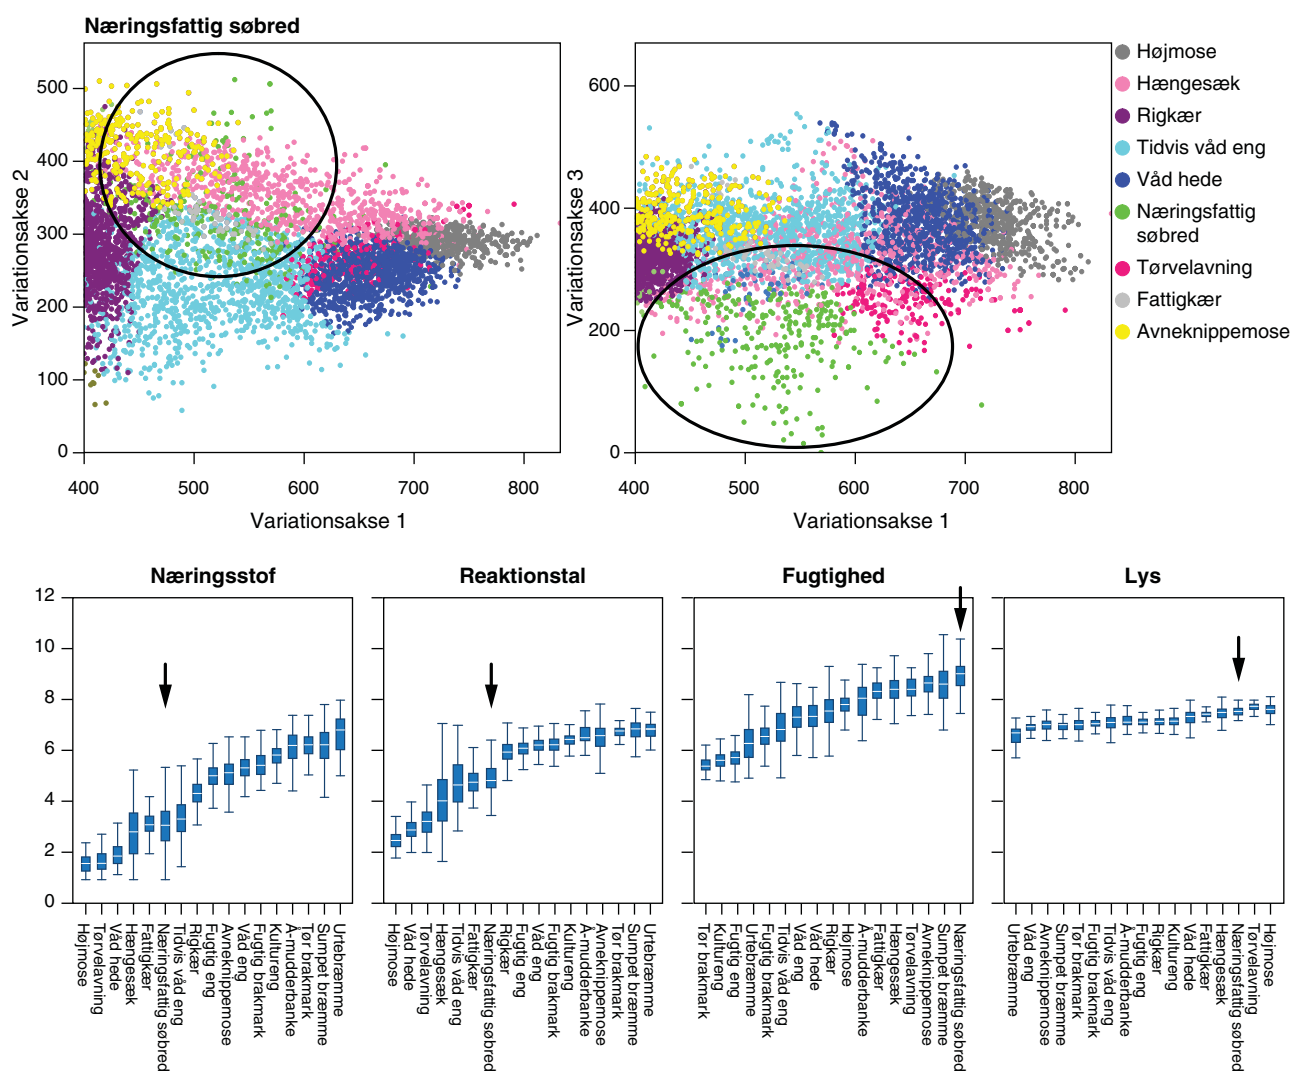 Næringsfattig søbred
500
400
300
200
100
0
Variationsakse 2
400
500
600
700
800
Variationsakse 1
600
400
200
0
Variationsakse 3
400
500
600
700
800
Variationsakse 1
Højmose
Hængesæk
Rigkær
Tidvis våd eng
Våd hede
Næringsfattig
søbred
Tørvelavning
Fattigkær
Avneknippemose
Næringsstof
12
10
8
6
4
2
0
Højmose
Tørvelavning
Våd hede
Hængesæk
Fattigkær
Næringsfattig søbred
Tidvis våd eng
Rigkær
Fugtig eng
Avneknippemose
Våd eng
Fugtig brakmark
Kultureng
Å-mudderbanke
Tør brakmark
Sumpet bræmme
Urtebræmme
Reaktionstal
Højmose
Våd hede
Tørvelavning
Hængesæk
Tidvis våd eng
Fattigkær
Næringsfattig søbred
Rigkær
Fugtig eng
Våd eng
Fugtig brakmark
Kultureng
Å-mudderbanke
Avneknippemose
Tør brakmark
Sumpet bræmme
Urtebræmme
Fugtighed
Tør brakmark
Kultureng
Fugtig eng
Urtebræmme
Fugtig brakmark
Tidvis våd eng
Våd eng
Våd hede
Rigkær
Højmose
Å-mudderbanke
Fattigkær
Hængesæk
Tørvelavning
Avneknippemose
Sumpet bræmme
Næringsfattig søbred
Lys
Urtebræmme
Våd eng
Avneknippemose
Sumpet bræmme
Tør brakmark
Fugtig brakmark
Tidvis våd eng
Å-mudderbanke
Fugtig eng
Rigkær
Kultureng
Våd hede
Fattigkær
Hængesæk
Næringsfattig søbred
Tørvelavning
Højmose